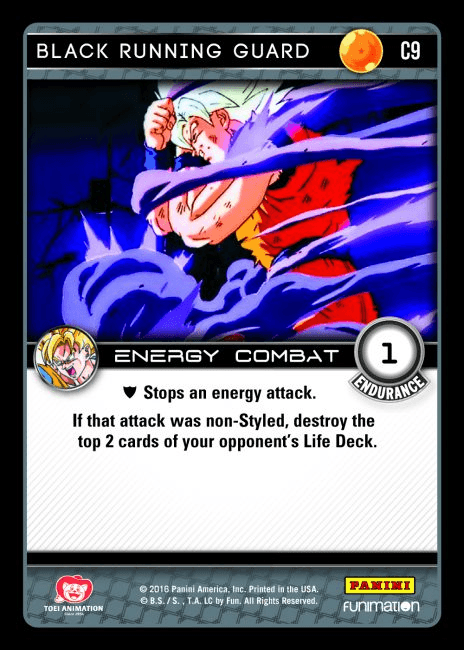 BLACK RUNNING GUARD C9
ENERGY COMBAT
1
ENDURANCE
Stops an energy attack.
If that attack was non-Styled, destroy the
top 2 cards of your opponent's Life Deck.
TOEI ANIMATION
© 2016 Panini America, Inc. Printed in the USA.
© B.S. / S. , T.A. LC by Fun. All Rights Reserved.
PANINI
FUNIMATION